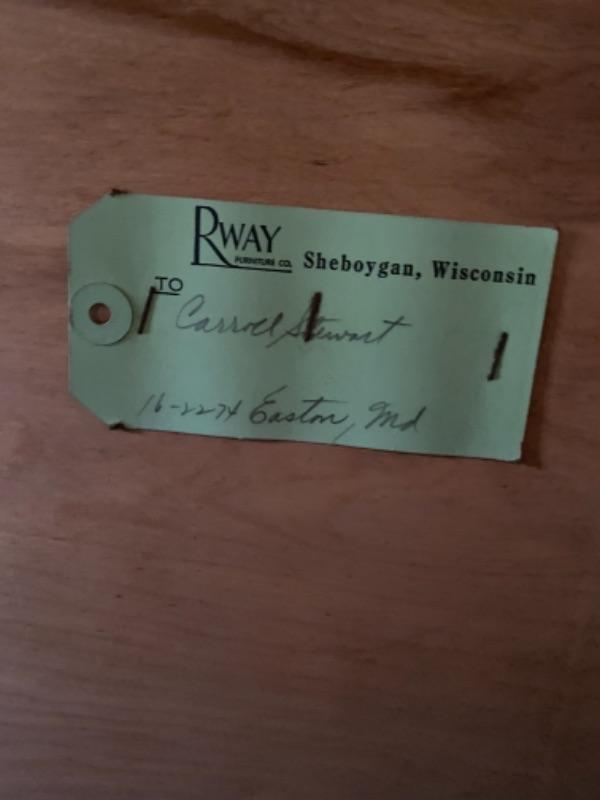 RWAY
FURNITURE CO. Sheboygan, Wisconsin
TO
Carroll Stewart
16-2274 Easton, Md